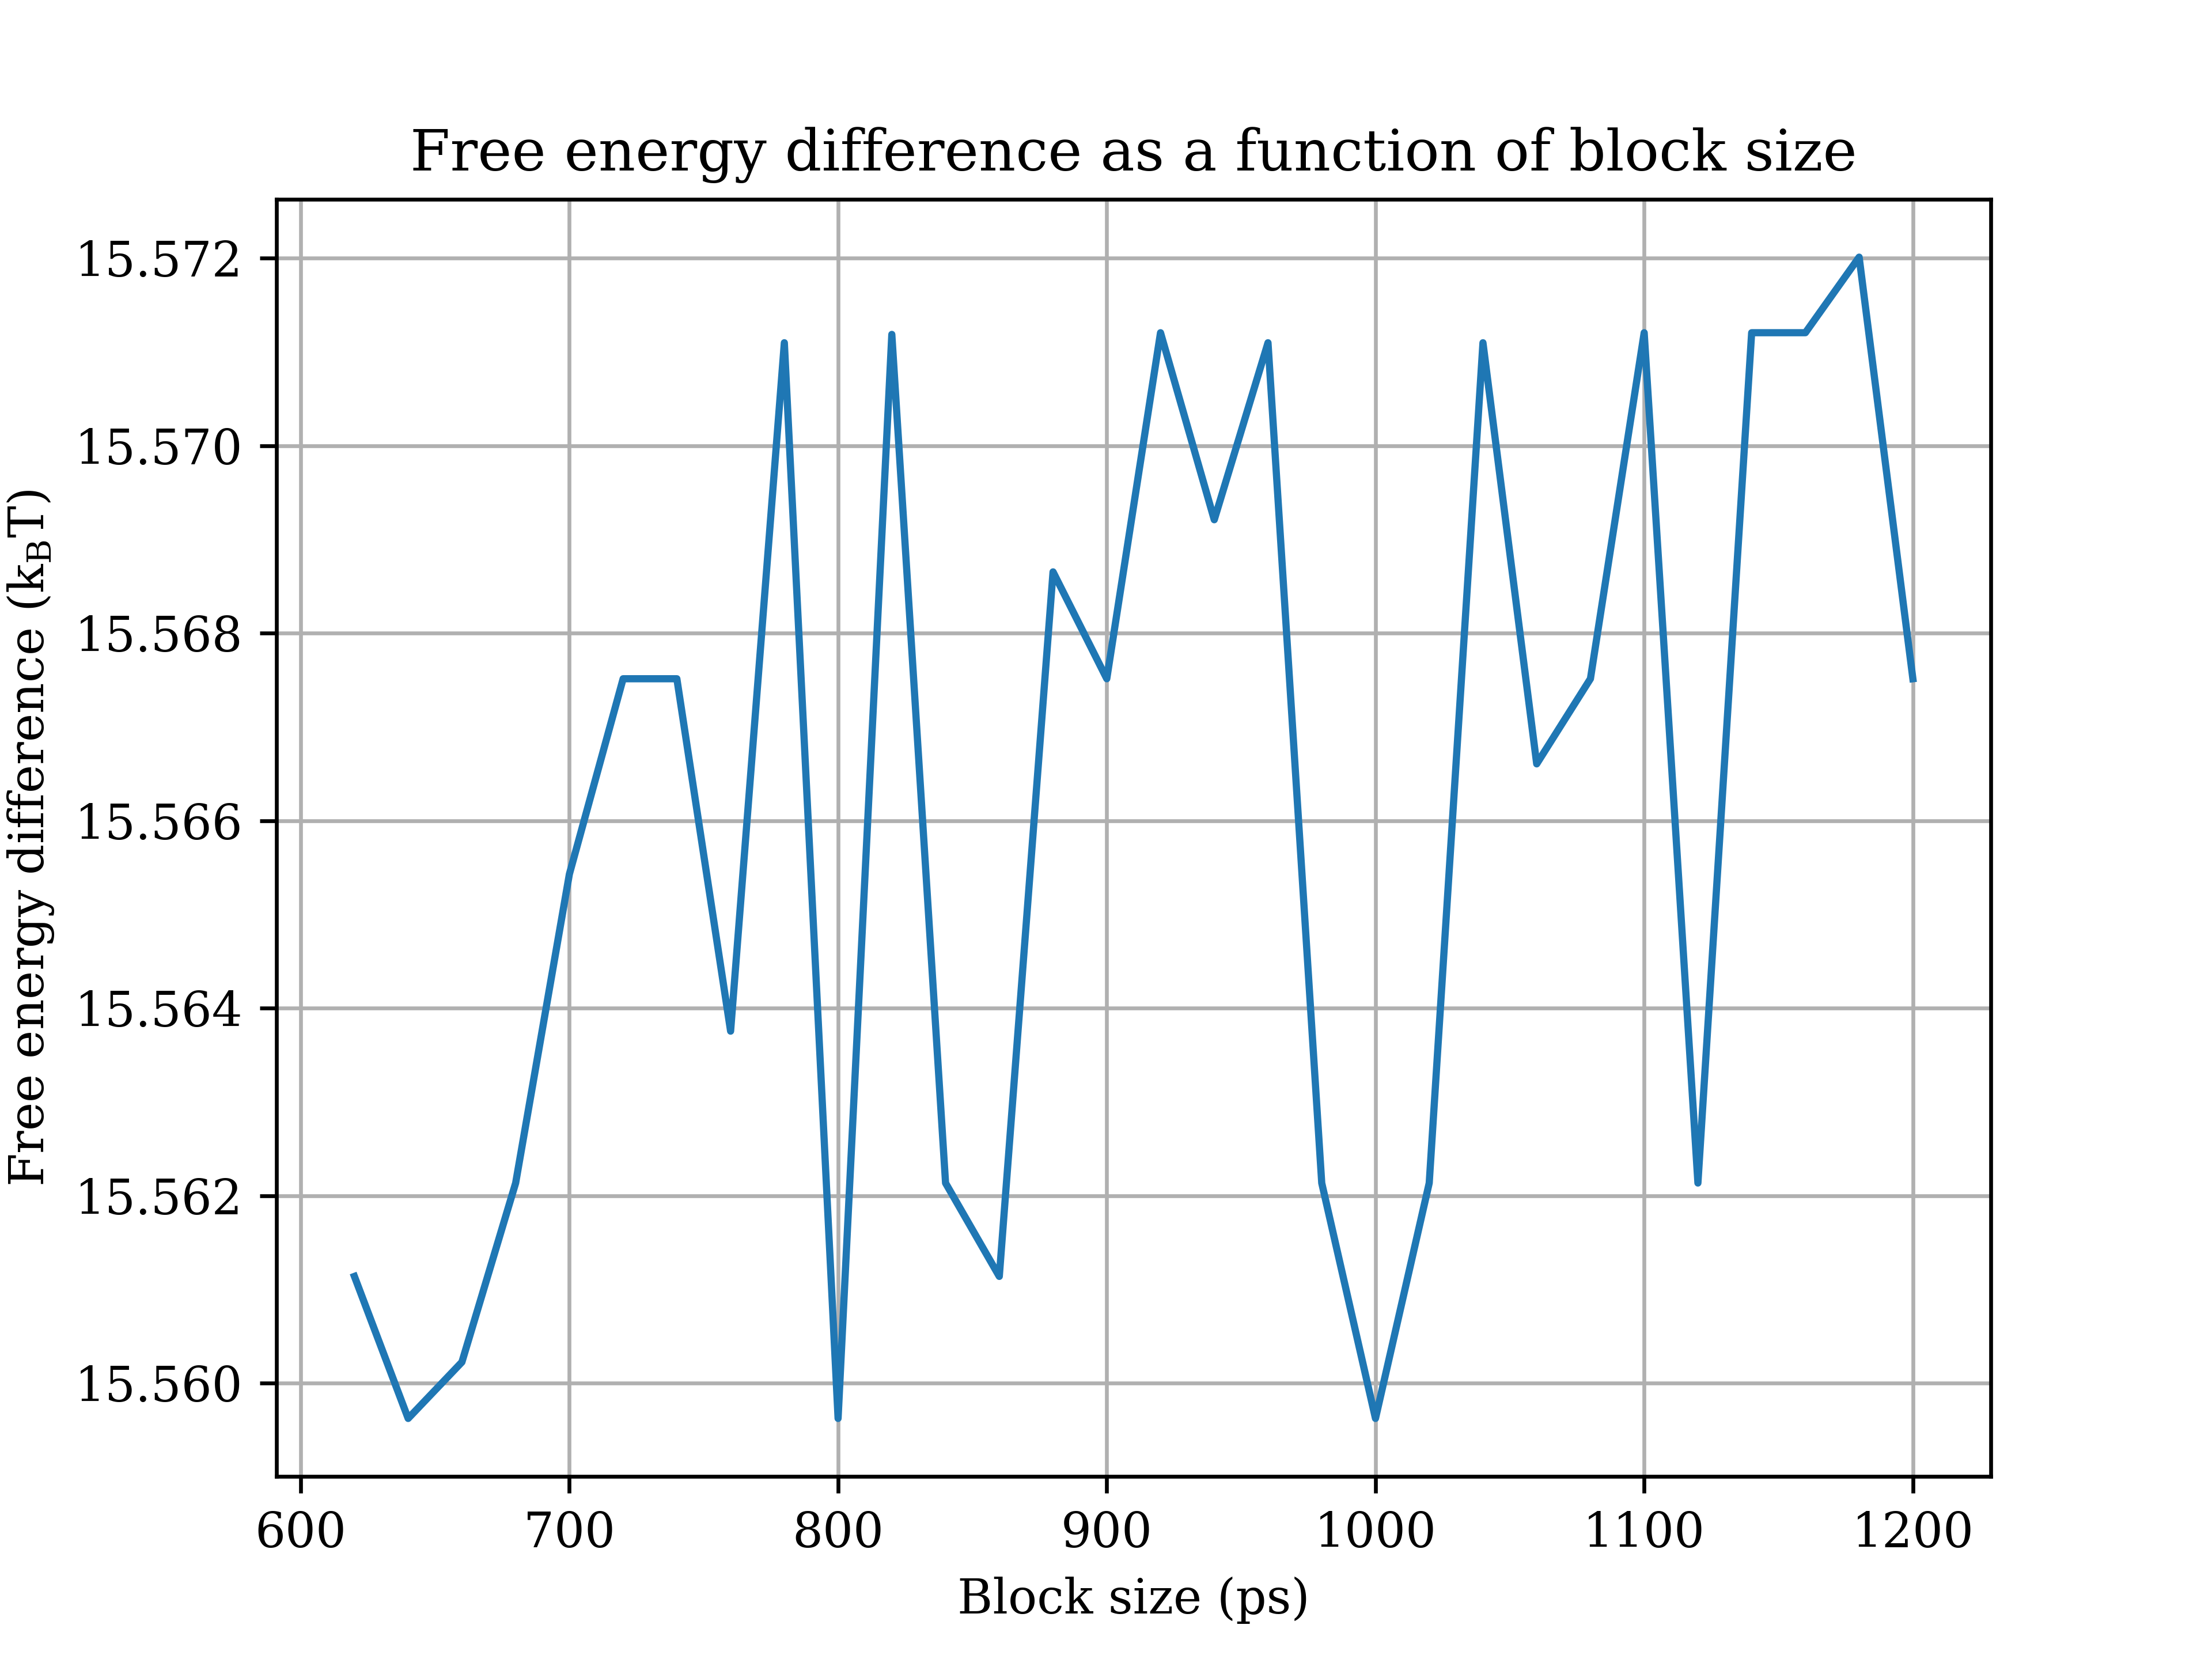 Free energy difference as a function of block size
Free energy difference (kBT)
15.572
15.570
15.568
15.566
15.564
15.562
15.560
600 700 800 900 1000 1100 1200
Block size (ps)